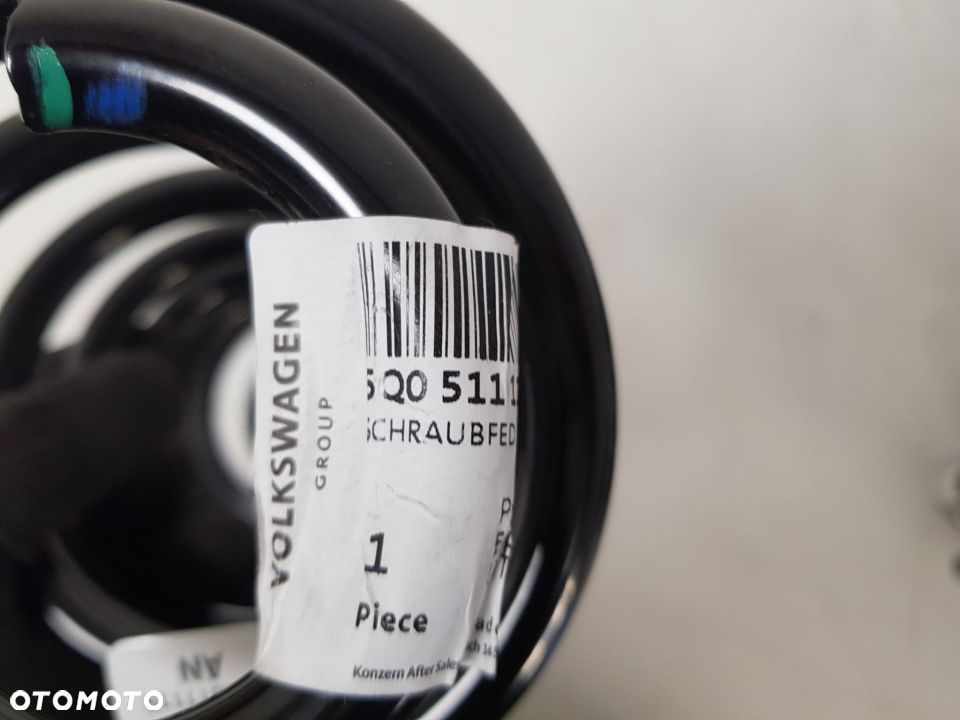 VOLKSWAGEN
GROUP
5Q0 511
SCHRAUBFED
1
Piece
Konzern After Sales
AN
OTOMOTO